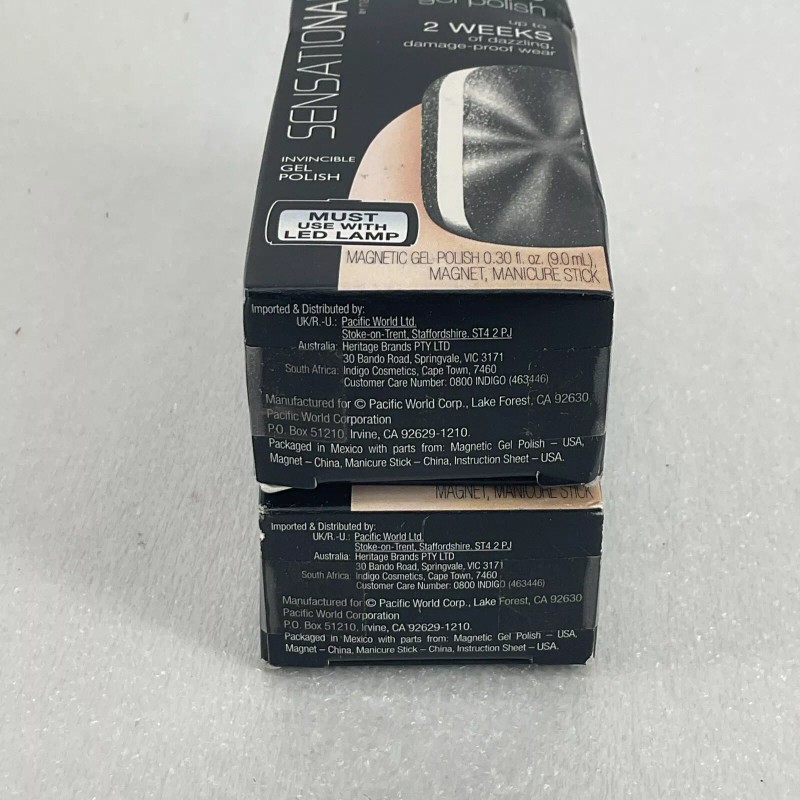 gel polish
up to
2 WEEKS
of dazzling,
damage-proof wear
SENSATIONA
INVINCIBLE
GEL
POLISH
MUST
USE WITH
LED LAMP
MAGNETIC GEL POLISH 0.30 fl. oz. (9.0 mL),
MAGNET, MANICURE STICK
Imported & Distributed by:
UK/R.-U.: Pacific World Ltd.
Stoke-on-Trent, Staffordshire. ST4 2 PJ
Australia: Heritage Brands PTY LTD
30 Bando Road, Springvale, VIC 3171
South Africa: Indigo Cosmetics, Cape Town, 7460
Customer Care Number: 0800 INDIGO (463446)
Manufactured for © Pacific World Corp., Lake Forest, CA 92630
Pacific World Corporation
P.O. Box 51210, Irvine, CA 92629-1210.
Packaged in Mexico with parts from: Magnetic Gel Polish – USA,
Magnet – China, Manicure Stick – China, Instruction Sheet – USA.
MAGNET, MANICURE STICK
Imported & Distributed by:
UK/R.-U.: Pacific World Ltd.
Stoke-on-Trent, Staffordshire. ST4 2 PJ
Australia: Heritage Brands PTY LTD
30 Bando Road, Springvale, VIC 3171
South Africa: Indigo Cosmetics, Cape Town, 7460
Customer Care Number: 0800 INDIGO (463446)
Manufactured for © Pacific World Corp., Lake Forest, CA 92630
Pacific World Corporation
P.O. Box 51210, Irvine, CA 92629-1210.
Packaged in Mexico with parts from: Magnetic Gel Polish – USA,
Magnet – China, Manicure Stick – China, Instruction Sheet – USA.